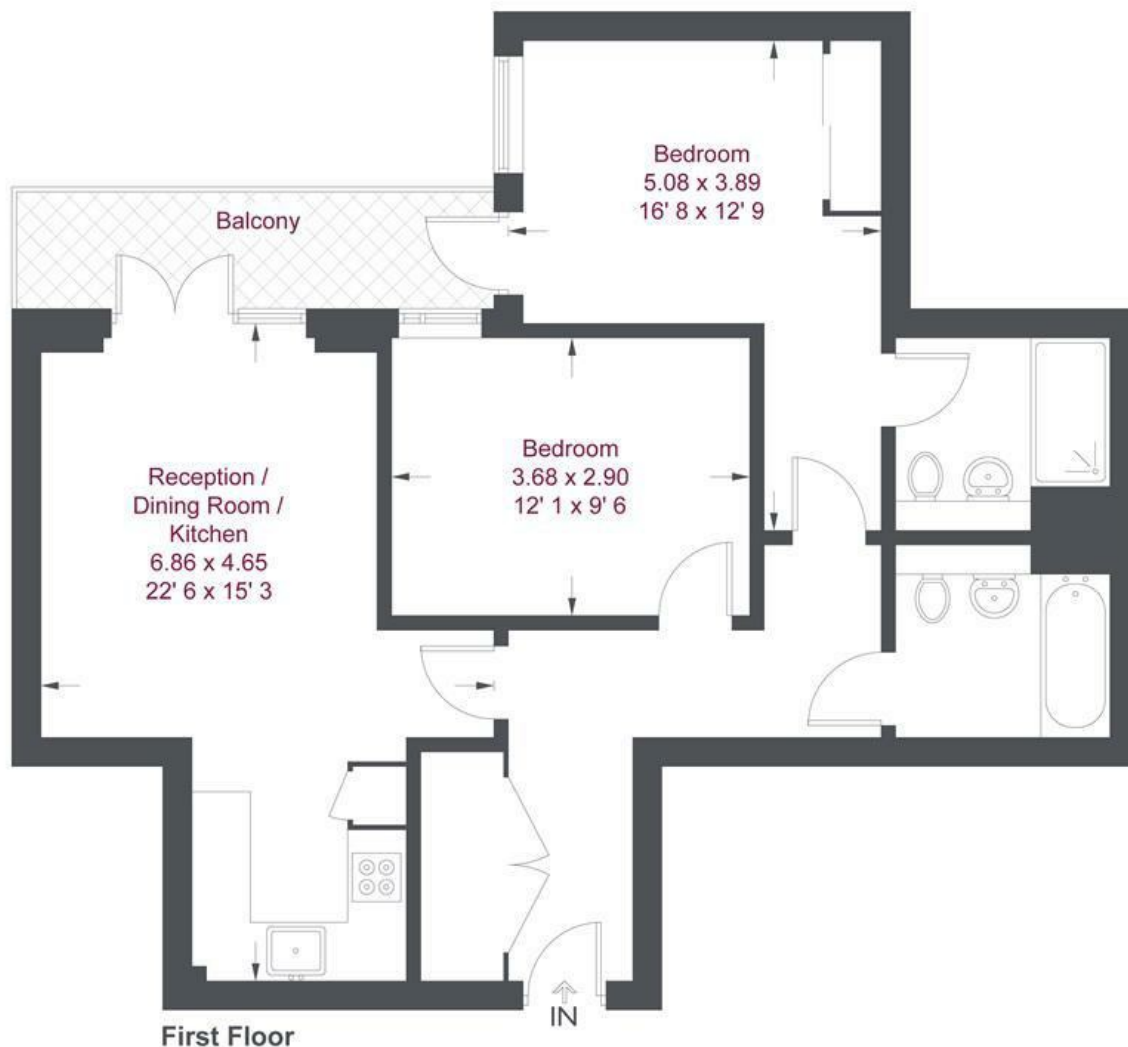 Bedroom
5.08 x 3.89
16' 8 x 12' 9
Balcony
Bedroom
3.68 x 2.90
12' 1 x 9' 6
Reception /
Dining Room /
Kitchen
6.86 x 4.65
22' 6 x 15' 3
IN
First Floor